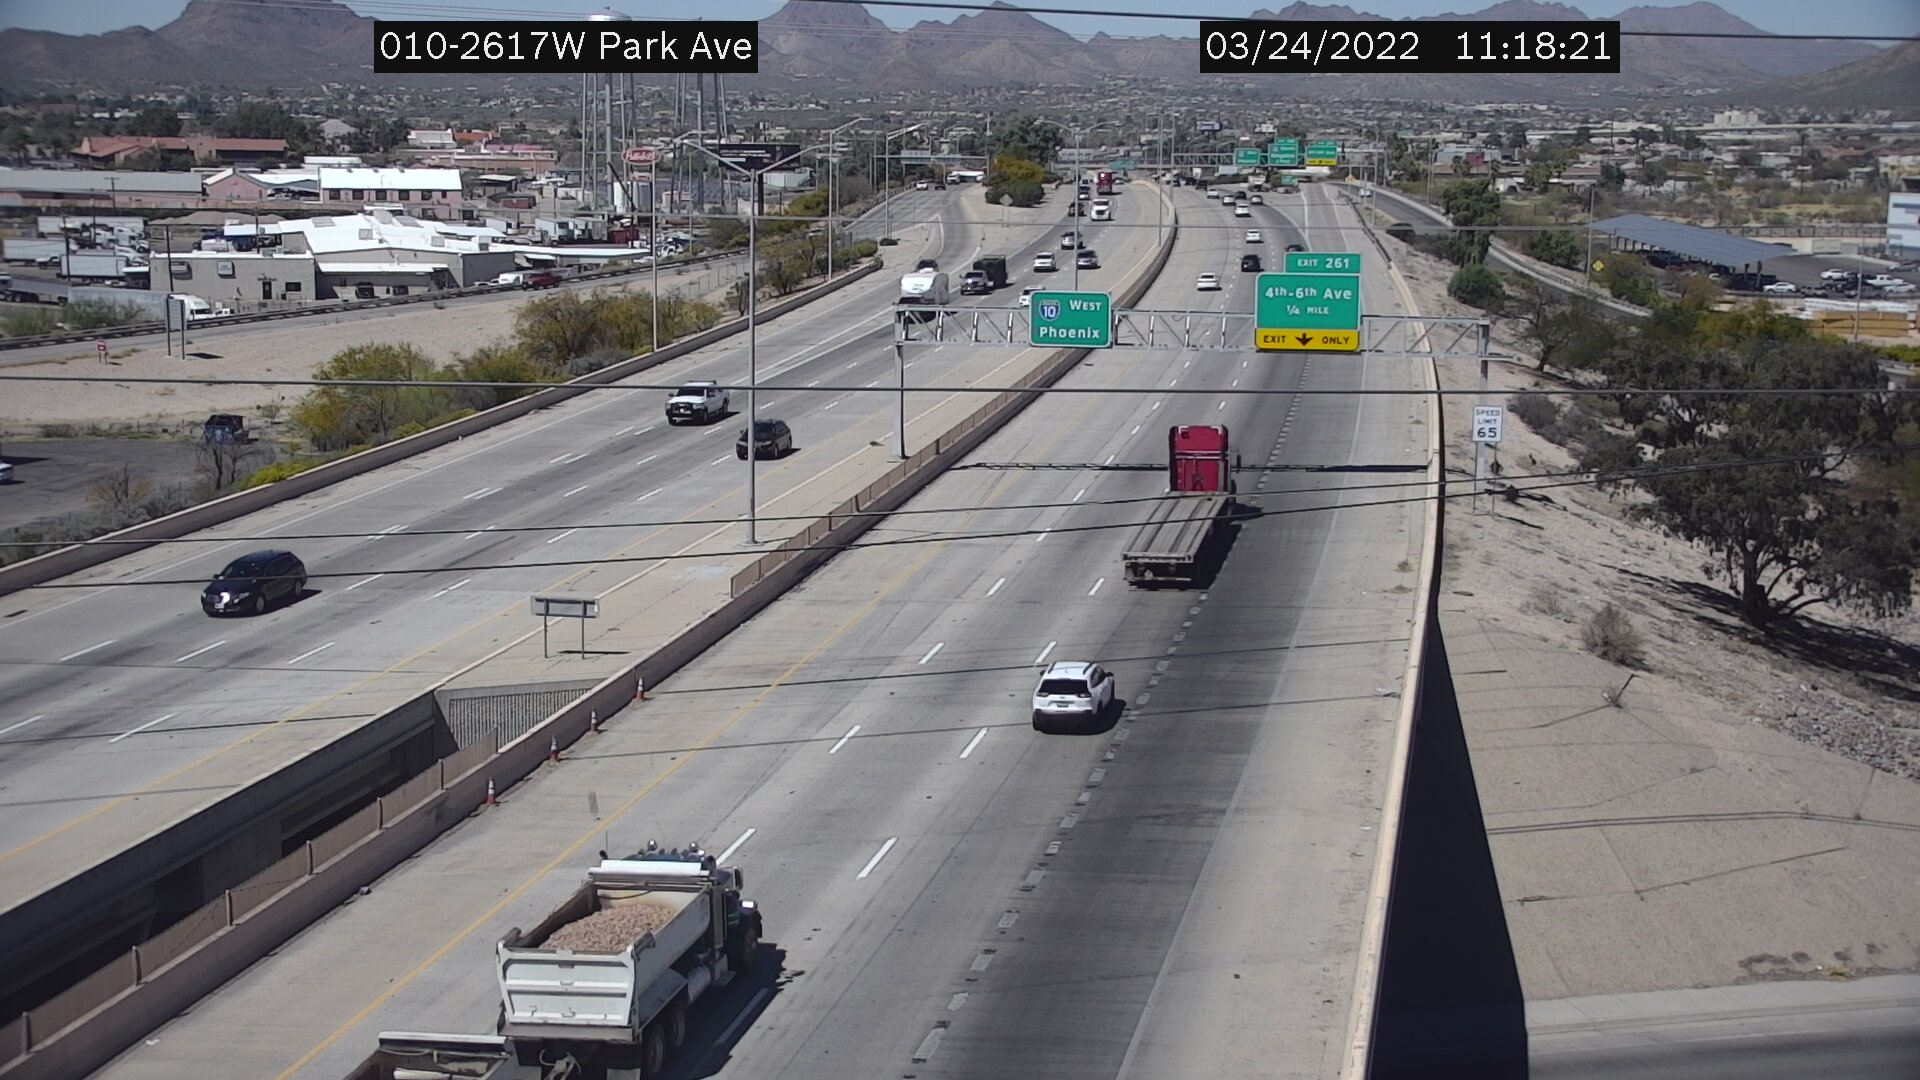 010-2617W Park Ave
03/24/2022 11:18:21
EXIT 261
4th-6th Ave
1/4 MILE
EXIT ONLY
10 WEST
Phoenix
SPEED
LIMIT
65